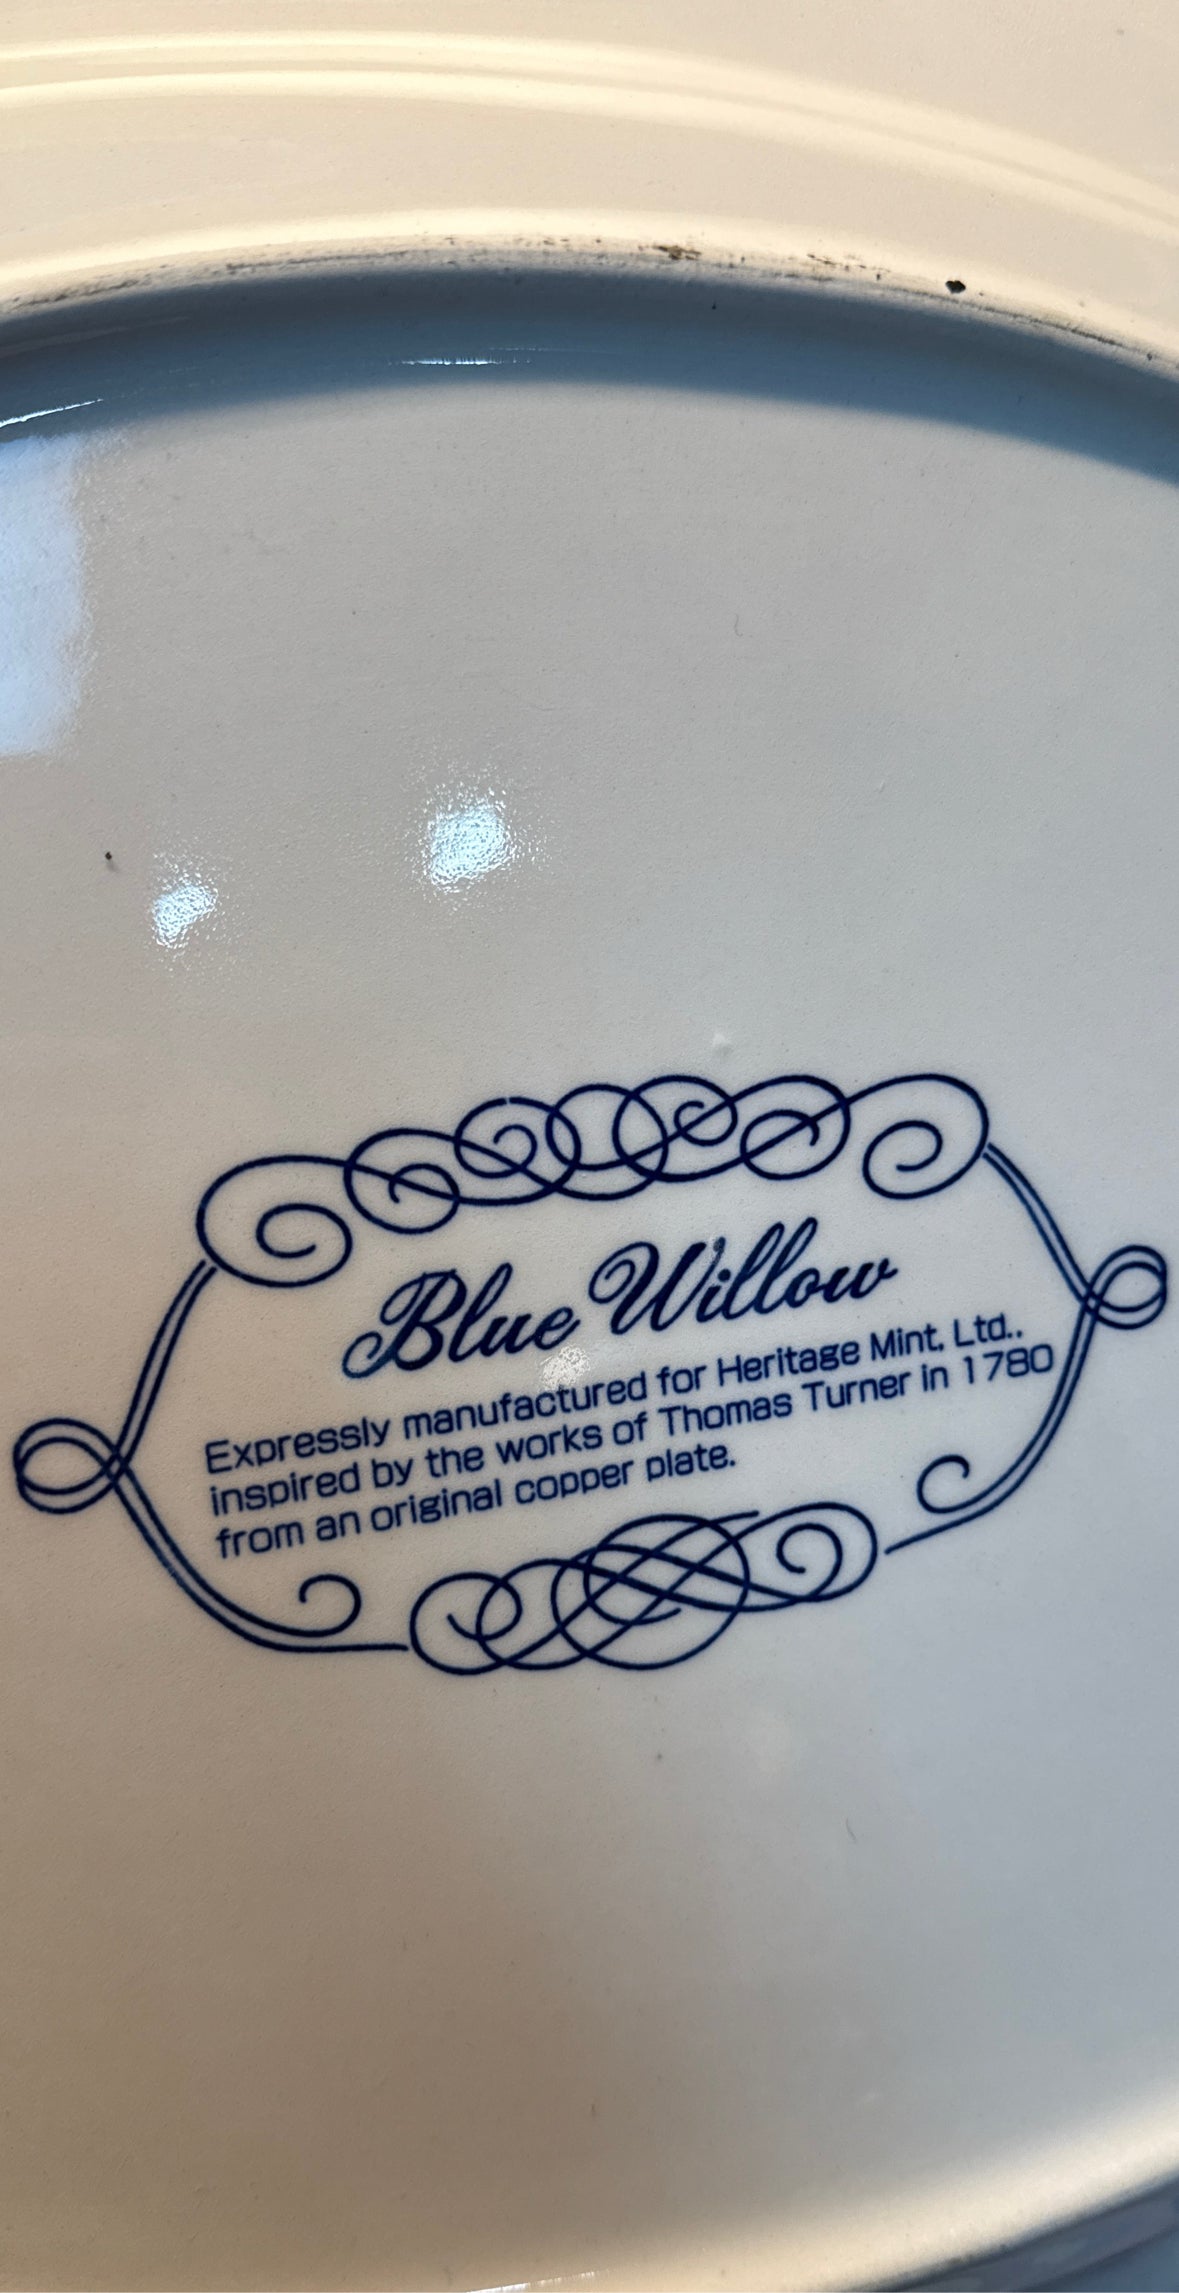 Blue Willow
Expressly manufactured for Heritage Mint, Ltd.,
inspired by the works of Thomas Turner in 1780
from an original copper plate.